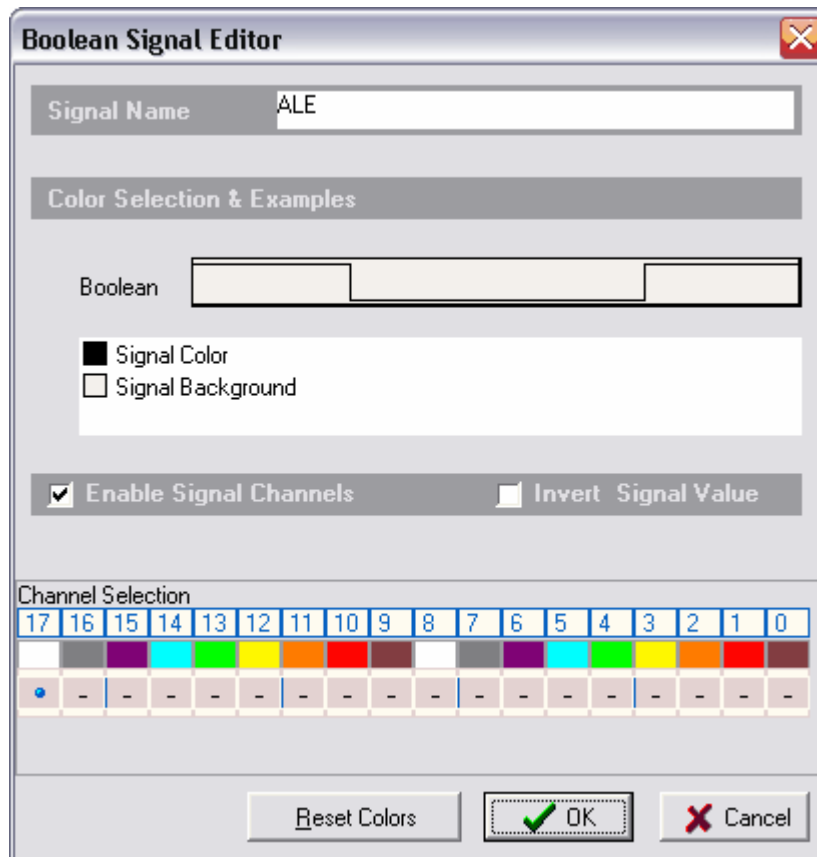 Boolean Signal Editor
Signal Name ALE
Color Selection & Examples
Boolean
Signal Color
Signal Background
Enable Signal Channels Invert Signal Value
Channel Selection
17 16 15 14 13 12 11 10 9 8 7 6 5 4 3 2 1 0
- - - - - - - - - - - - - - - - -
Reset Colors OK Cancel